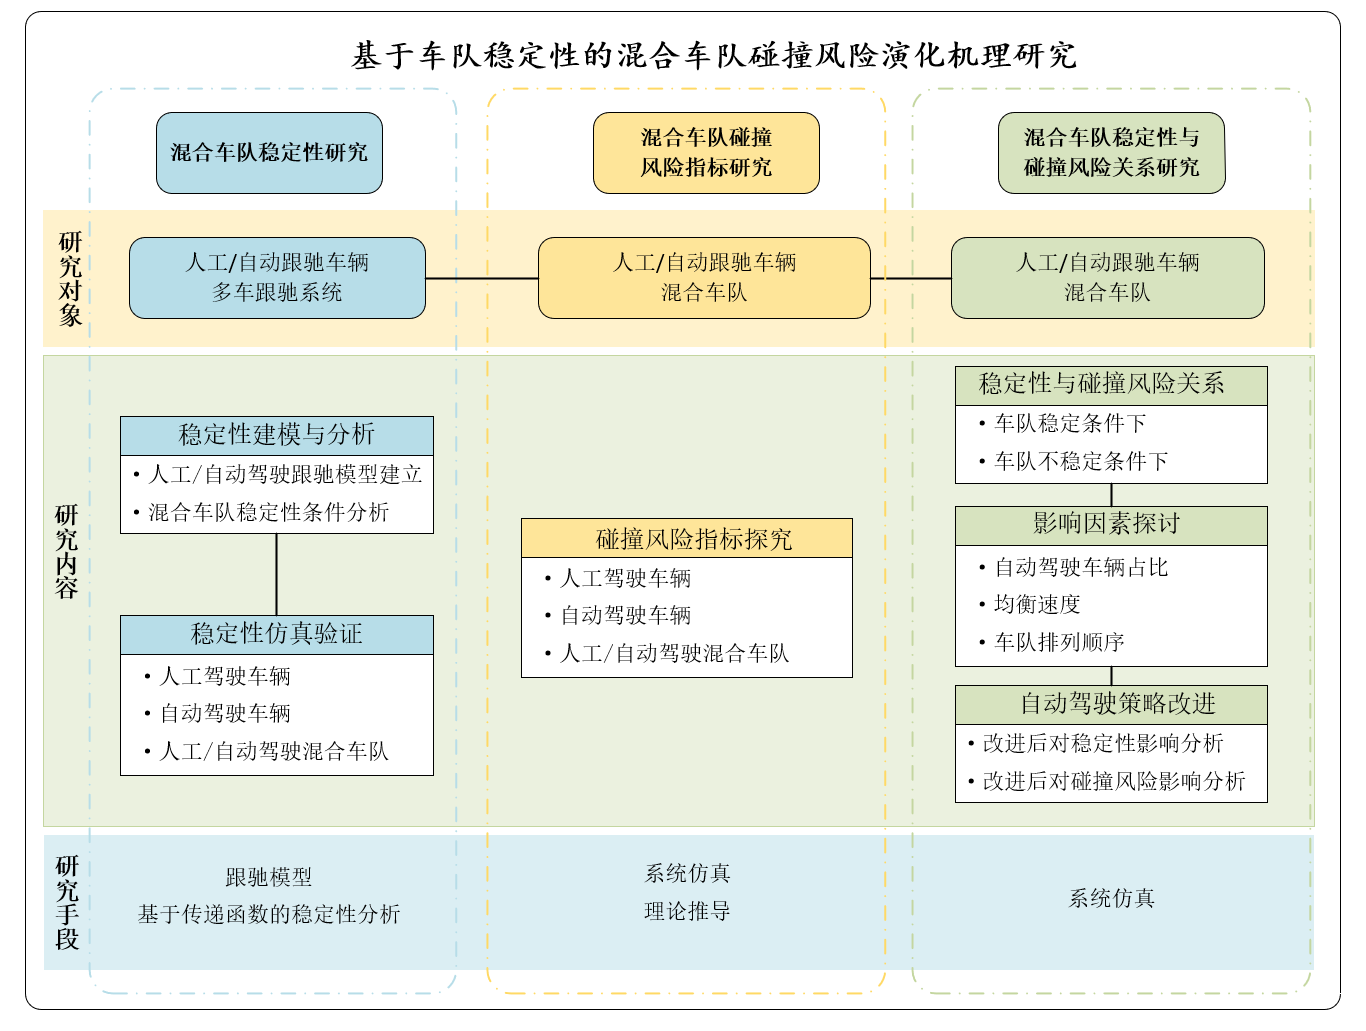 基于车队稳定性的混合车队碰撞风险演化机理研究
混合车队稳定性研究
混合车队碰撞
风险指标研究
混合车队稳定性与
碰撞风险关系研究
研究对象
人工/自动跟驰车辆
多车跟驰系统
人工/自动跟驰车辆
混合车队
人工/自动跟驰车辆
混合车队
研究内容
稳定性建模与分析
• 人工/自动驾驶跟驰模型建立
• 混合车队稳定性条件分析
稳定性仿真验证
• 人工驾驶车辆
• 自动驾驶车辆
• 人工/自动驾驶混合车队
碰撞风险指标探究
• 人工驾驶车辆
• 自动驾驶车辆
• 人工/自动驾驶混合车队
稳定性与碰撞风险关系
• 车队稳定条件下
• 车队不稳定条件下
影响因素探讨
• 自动驾驶车辆占比
• 均衡速度
• 车队排列顺序
自动驾驶策略改进
• 改进后对稳定性影响分析
• 改进后对碰撞风险影响分析
研究手段
跟驰模型
基于传递函数的稳定性分析
系统仿真
理论推导
系统仿真